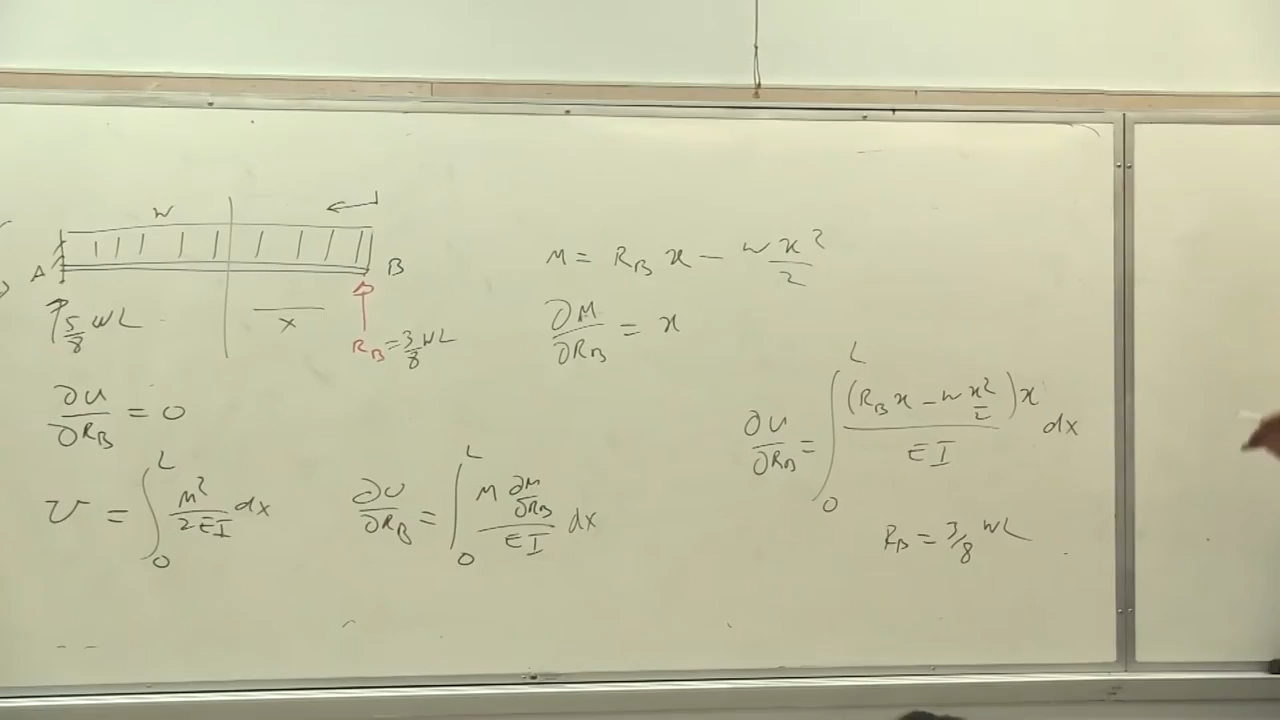 w
A
B
5/8 wL
x
R_B = 3/8 wL
M = R_B x - w x²/2
∂M/∂R_B = x
∂U/∂R_B = 0
U = ∫₀ᴸ M²/2EI dx
∂U/∂R_B = ∫₀ᴸ M ∂M/∂R_B / EI dx
∂U/∂R_B = ∫₀ᴸ (R_B x - w x²/2) x / EI dx
R_B = 3/8 wL